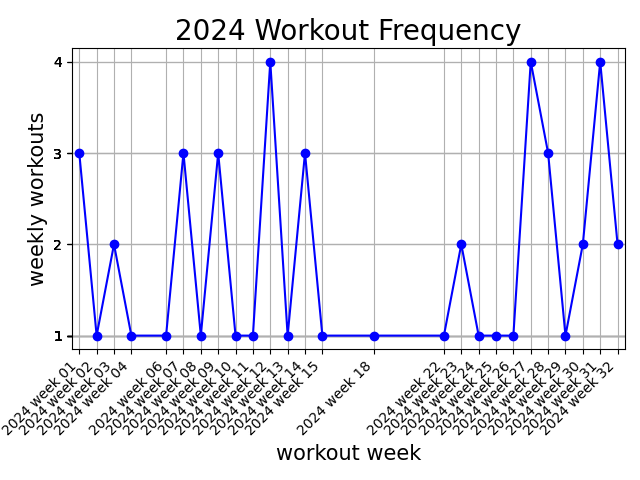 2024 Workout Frequency
weekly workouts
4
3
2
1
2024 week 01
2024 week 02
2024 week 03
2024 week 04
2024 week 06
2024 week 07
2024 week 08
2024 week 09
2024 week 10
2024 week 11
2024 week 12
2024 week 13
2024 week 14
2024 week 15
2024 week 18
2024 week 22
2024 week 23
2024 week 24
2024 week 25
2024 week 26
2024 week 27
2024 week 28
2024 week 29
2024 week 30
2024 week 31
2024 week 32
workout week